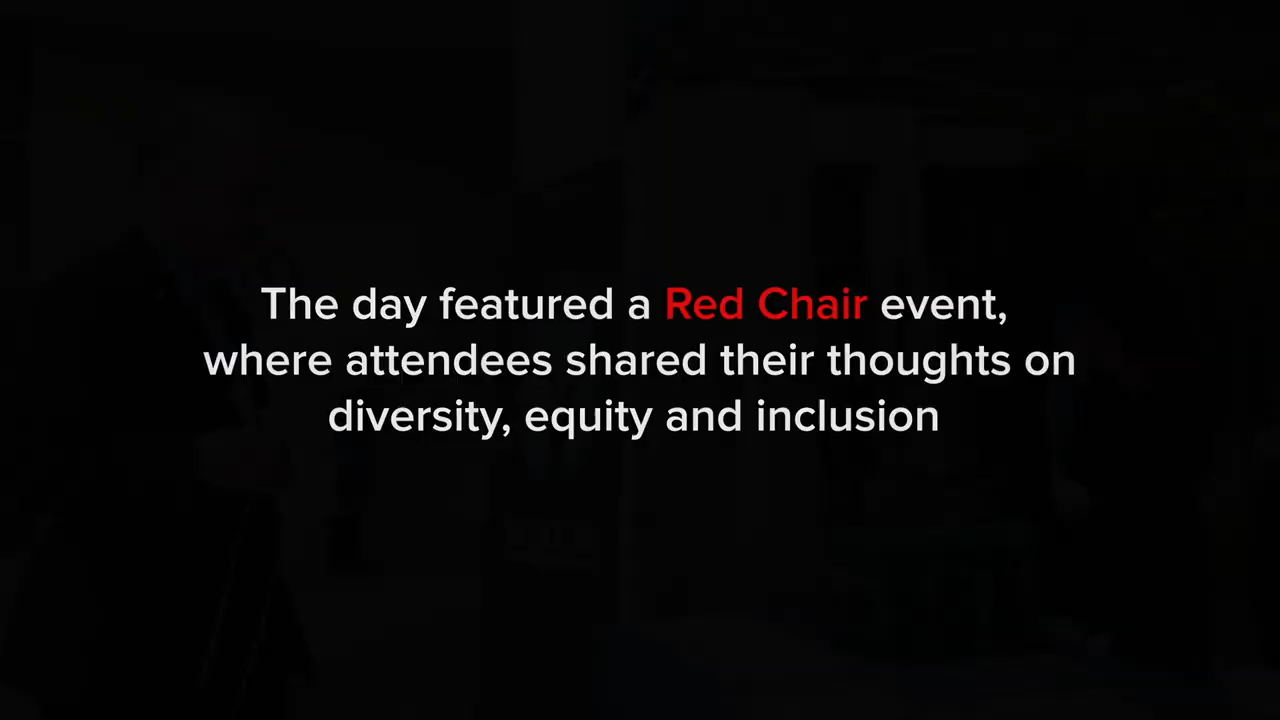 The day featured a Red Chair event,
where attendees shared their thoughts on
diversity, equity and inclusion